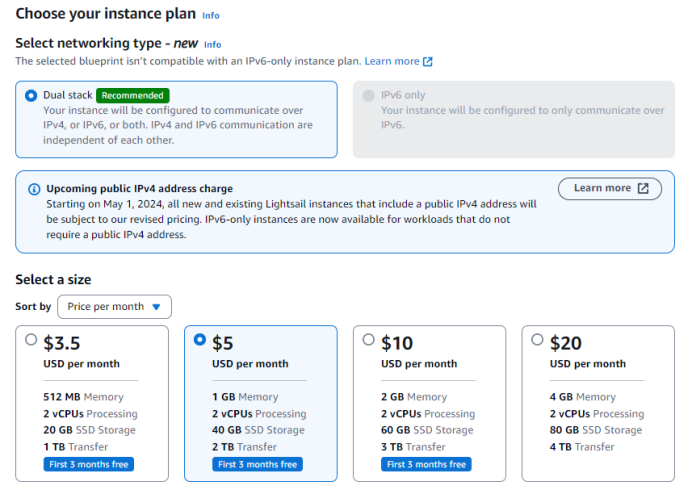 Choose your instance plan Info
Select networking type - new Info
The selected blueprint isn't compatible with an IPv6-only instance plan. Learn more
Dual stack Recommended
Your instance will be configured to communicate over
IPv4, or IPv6, or both. IPv4 and IPv6 communication are
independent of each other.
IPv6 only
Your instance will be configured to only communicate over
IPv6.
Upcoming public IPv4 address charge
Starting on May 1, 2024, all new and existing Lightsail instances that include a public IPv4 address will
be subject to our revised pricing. IPv6-only instances are now available for workloads that do not
require a public IPv4 address.
Learn more
Select a size
Sort by Price per month
$3.5
USD per month
512 MB Memory
2 vCPUs Processing
20 GB SSD Storage
1 TB Transfer
First 3 months free
$5
USD per month
1 GB Memory
2 vCPUs Processing
40 GB SSD Storage
2 TB Transfer
First 3 months free
$10
USD per month
2 GB Memory
2 vCPUs Processing
60 GB SSD Storage
3 TB Transfer
First 3 months free
$20
USD per month
4 GB Memory
2 vCPUs Processing
80 GB SSD Storage
4 TB Transfer